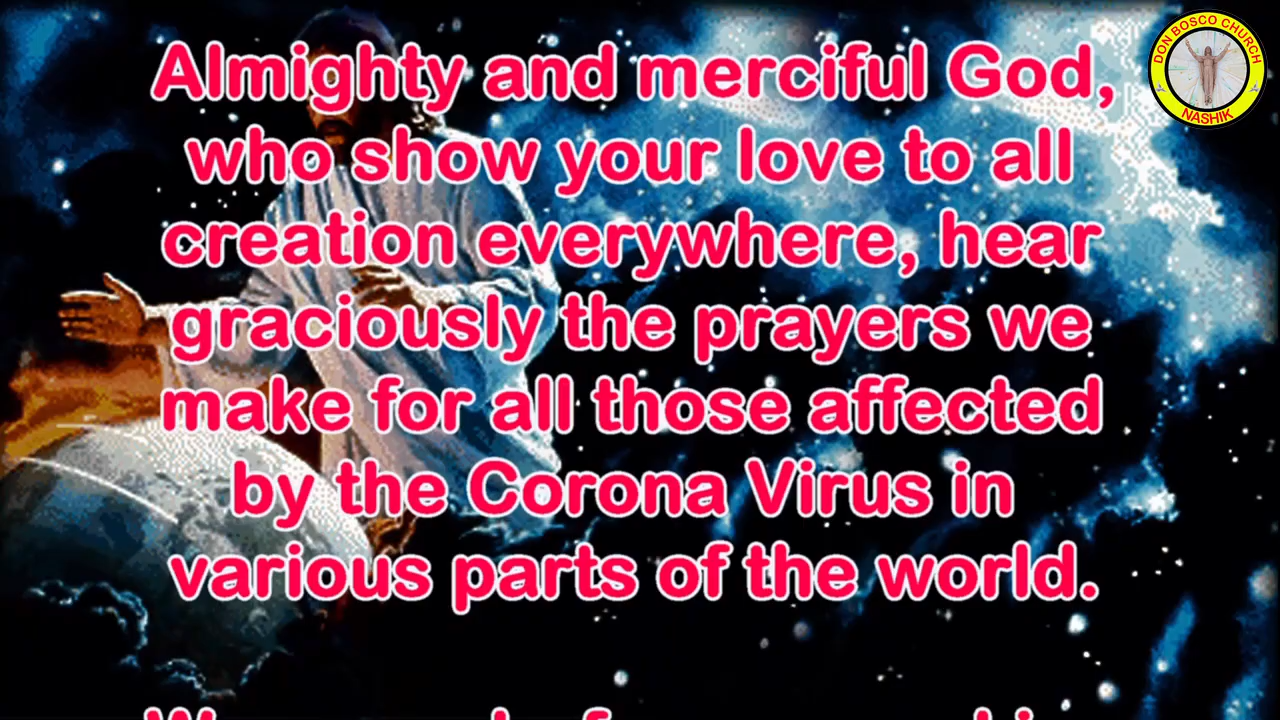 Almighty and merciful God,
who show your love to all
creation everywhere, hear
graciously the prayers we
make for all those affected
by the Corona Virus in
various parts of the world.
DON BOSCO CHURCH
NASHIK